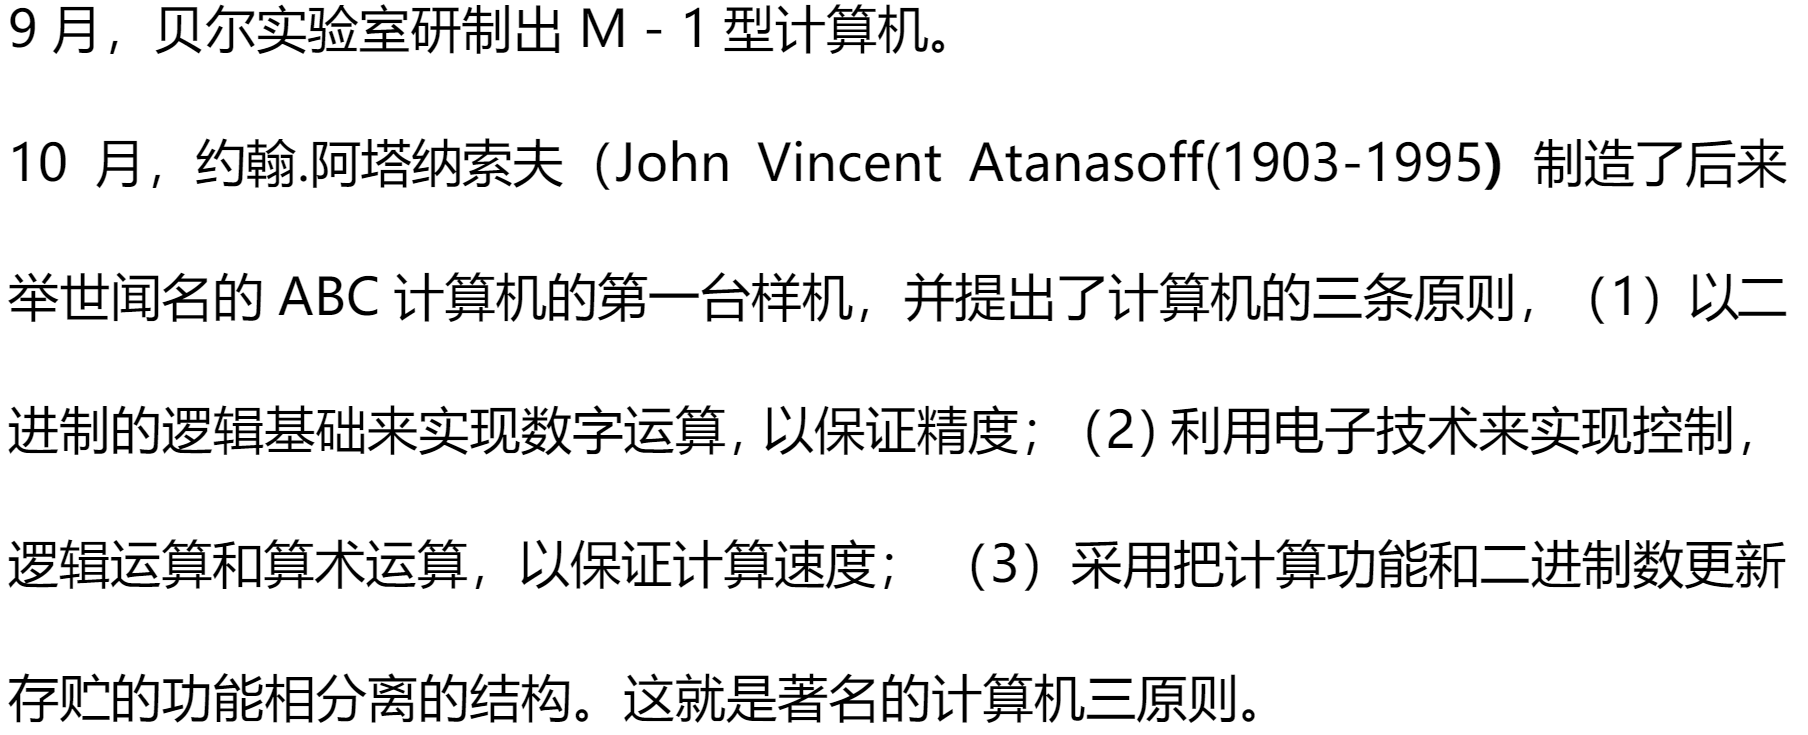 9 月，贝尔实验室研制出 M - 1 型计算机。
10 月，约翰.阿塔纳索夫（John Vincent Atanasoff(1903-1995) 制造了后来
举世闻名的 ABC 计算机的第一台样机，并提出了计算机的三条原则，（1）以二
进制的逻辑基础来实现数字运算，以保证精度；（2）利用电子技术来实现控制，
逻辑运算和算术运算，以保证计算速度； （3）采用把计算功能和二进制数更新
存贮的功能相分离的结构。这就是著名的计算机三原则。